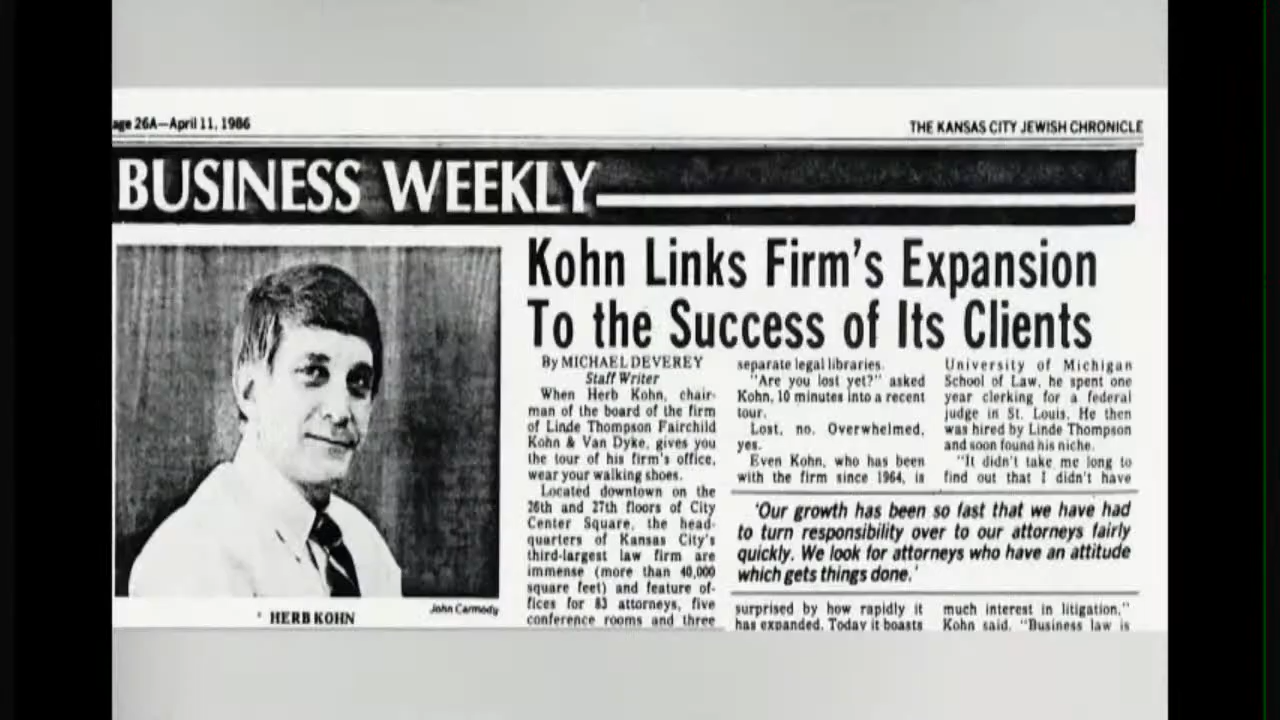 age 26A—April 11, 1986
THE KANSAS CITY JEWISH CHRONICLE
BUSINESS WEEKLY
Kohn Links Firm's Expansion
To the Success of Its Clients
John Carmody
HERB KOHN
By MICHAEL DEVEREY
Staff Writer
When Herb Kohn, chair-
man of the board of the firm
of Linde Thompson Fairchild
Kohn & Van Dyke, gives you
the tour of his firm's office,
wear your walking shoes.
Located downtown on the
26th and 27th floors of City
Center Square, the head-
quarters of Kansas City's
third-largest law firm are
immense (more than 40,000
square feet) and feature of-
fices for 83 attorneys, five
conference rooms and three
separate legal libraries.
"Are you lost yet?" asked
Kohn, 10 minutes into a recent
tour.
Lost, no. Overwhelmed,
yes.
Even Kohn, who has been
with the firm since 1964, is
University of Michigan
School of Law, he spent one
year clerking for a federal
judge in St. Louis. He then
was hired by Linde Thompson
and soon found his niche.
"It didn't take me long to
find out that I didn't have
'Our growth has been so fast that we have had
to turn responsibility over to our attorneys fairly
quickly. We look for attorneys who have an attitude
which gets things done.'
surprised by how rapidly it
has expanded. Today it boasts
much interest in litigation,"
Kohn said. "Business law is